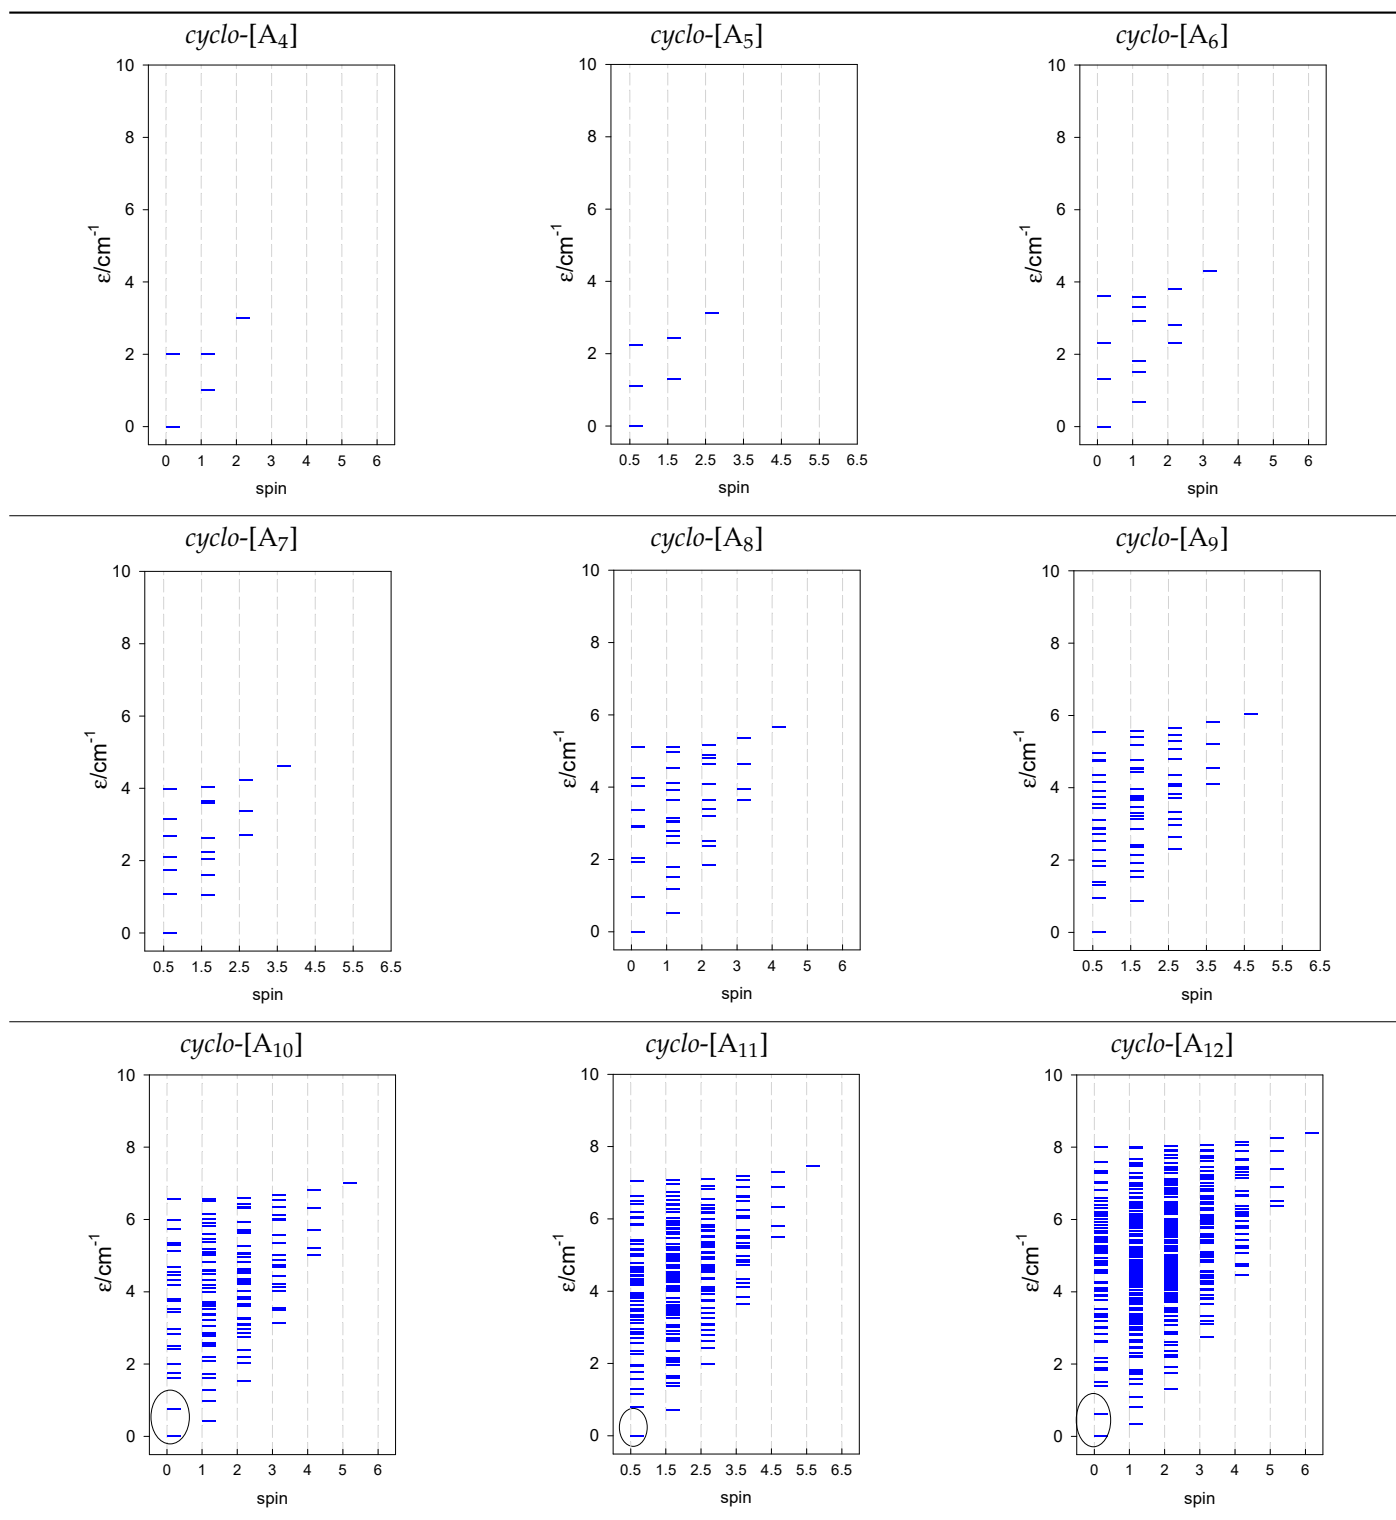 cyclo-[A4] cyclo-[A5] cyclo-[A6]
10 10 10
8 8 8
6 6 6
ε/cm-1 ε/cm-1 ε/cm-1
4 4 4
2 2 2
0 0 0
0 1 2 3 4 5 6 0.5 1.5 2.5 3.5 4.5 5.5 6.5 0 1 2 3 4 5 6
spin spin spin
cyclo-[A7] cyclo-[A8] cyclo-[A9]
10 10 10
8 8 8
6 6 6
ε/cm-1 ε/cm-1 ε/cm-1
4 4 4
2 2 2
0 0 0
0.5 1.5 2.5 3.5 4.5 5.5 6.5 0 1 2 3 4 5 6 0.5 1.5 2.5 3.5 4.5 5.5 6.5
spin spin spin
cyclo-[A10] cyclo-[A11] cyclo-[A12]
10 10 10
8 8 8
6 6 6
ε/cm-1 ε/cm-1 ε/cm-1
4 4 4
2 2 2
0 0 0
0 1 2 3 4 5 6 0.5 1.5 2.5 3.5 4.5 5.5 6.5 0 1 2 3 4 5 6
spin spin spin